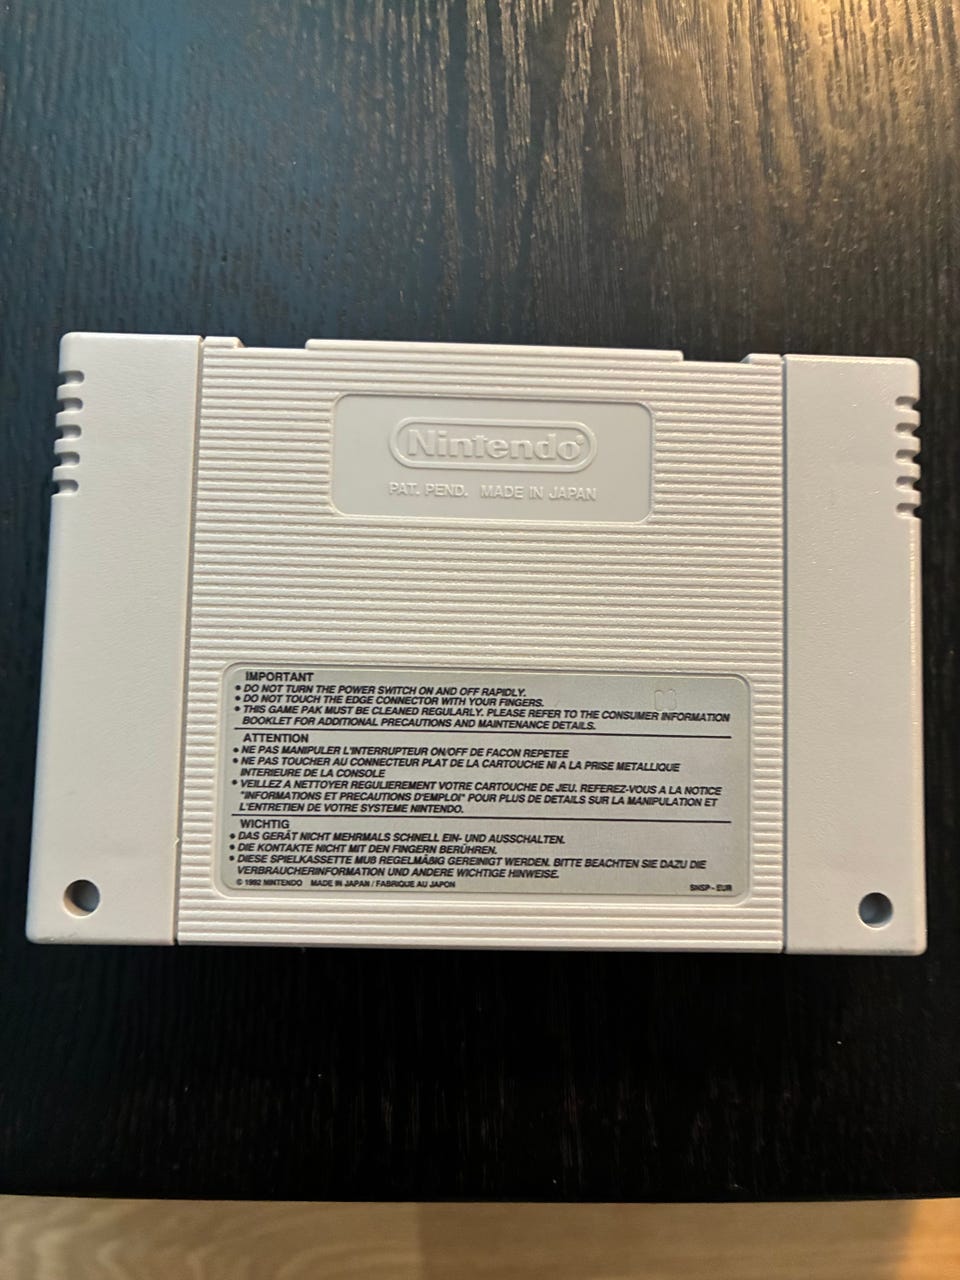 Nintendo®
PAT. PEND. MADE IN JAPAN
IMPORTANT
• DO NOT TURN THE POWER SWITCH ON AND OFF RAPIDLY.
• DO NOT TOUCH THE EDGE CONNECTOR WITH YOUR FINGERS.
• THIS GAME PAK MUST BE CLEANED REGULARLY. PLEASE REFER TO THE CONSUMER INFORMATION
BOOKLET FOR ADDITIONAL PRECAUTIONS AND MAINTENANCE DETAILS.
ATTENTION
• NE PAS MANIPULER L'INTERRUPTEUR ON/OFF DE FACON REPETEE
• NE PAS TOUCHER AU CONNECTEUR PLAT DE LA CARTOUCHE NI A LA PRISE METALLIQUE
INTERIEURE DE LA CONSOLE
• VEILLEZ A NETTOYER REGULIEREMENT VOTRE CARTOUCHE DE JEU. REFEREZ-VOUS A LA NOTICE
"INFORMATIONS ET PRECAUTIONS D'EMPLOI" POUR PLUS DE DETAILS SUR LA MANIPULATION ET
L'ENTRETIEN DE VOTRE SYSTEME NINTENDO.
WICHTIG
• DAS GERÄT NICHT MEHRMALS SCHNELL EIN- UND AUSSCHALTEN.
• DIE KONTAKTE NICHT MIT DEN FINGERN BERÜHREN.
• DIESE SPIELKASSETTE MUß REGELMÄßIG GEREINIGT WERDEN. BITTE BEACHTEN SIE DAZU DIE
VERBRAUCHERINFORMATION UND ANDERE WICHTIGE HINWEISE.
© 1992 NINTENDO MADE IN JAPAN / FABRIQUE AU JAPON SNSP - EUR